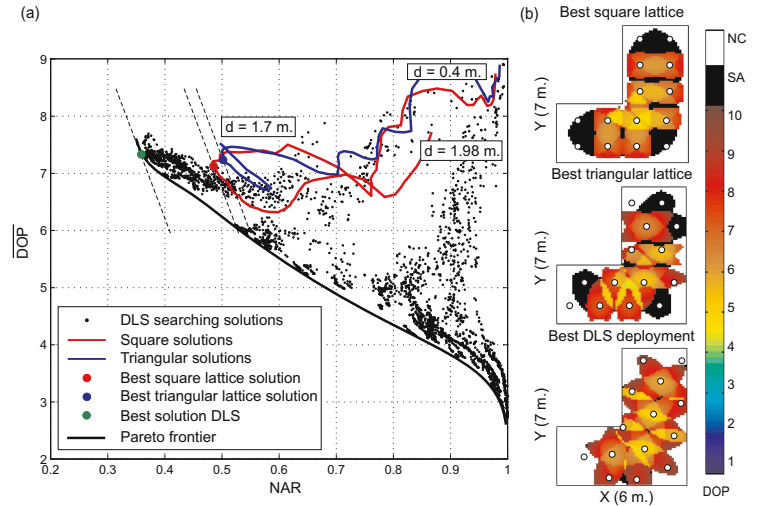 (a)
9
8
7
6
5
4
3
2
DOP
0.2
0.3
0.4
0.5
0.6
0.7
0.8
0.9
1
NAR
d = 0.4 m.
d = 1.7 m.
d = 1.98 m.
DLS searching solutions
Square solutions
Triangular solutions
Best square lattice solution
Best triangular lattice solution
Best solution DLS
Pareto frontier
(b)
Best square lattice
Y (7 m.)
Best triangular lattice
Y (7 m.)
Best DLS deployment
Y (7 m.)
X (6 m.)
NC
SA
10
9
8
7
6
5
4
3
2
1
DOP